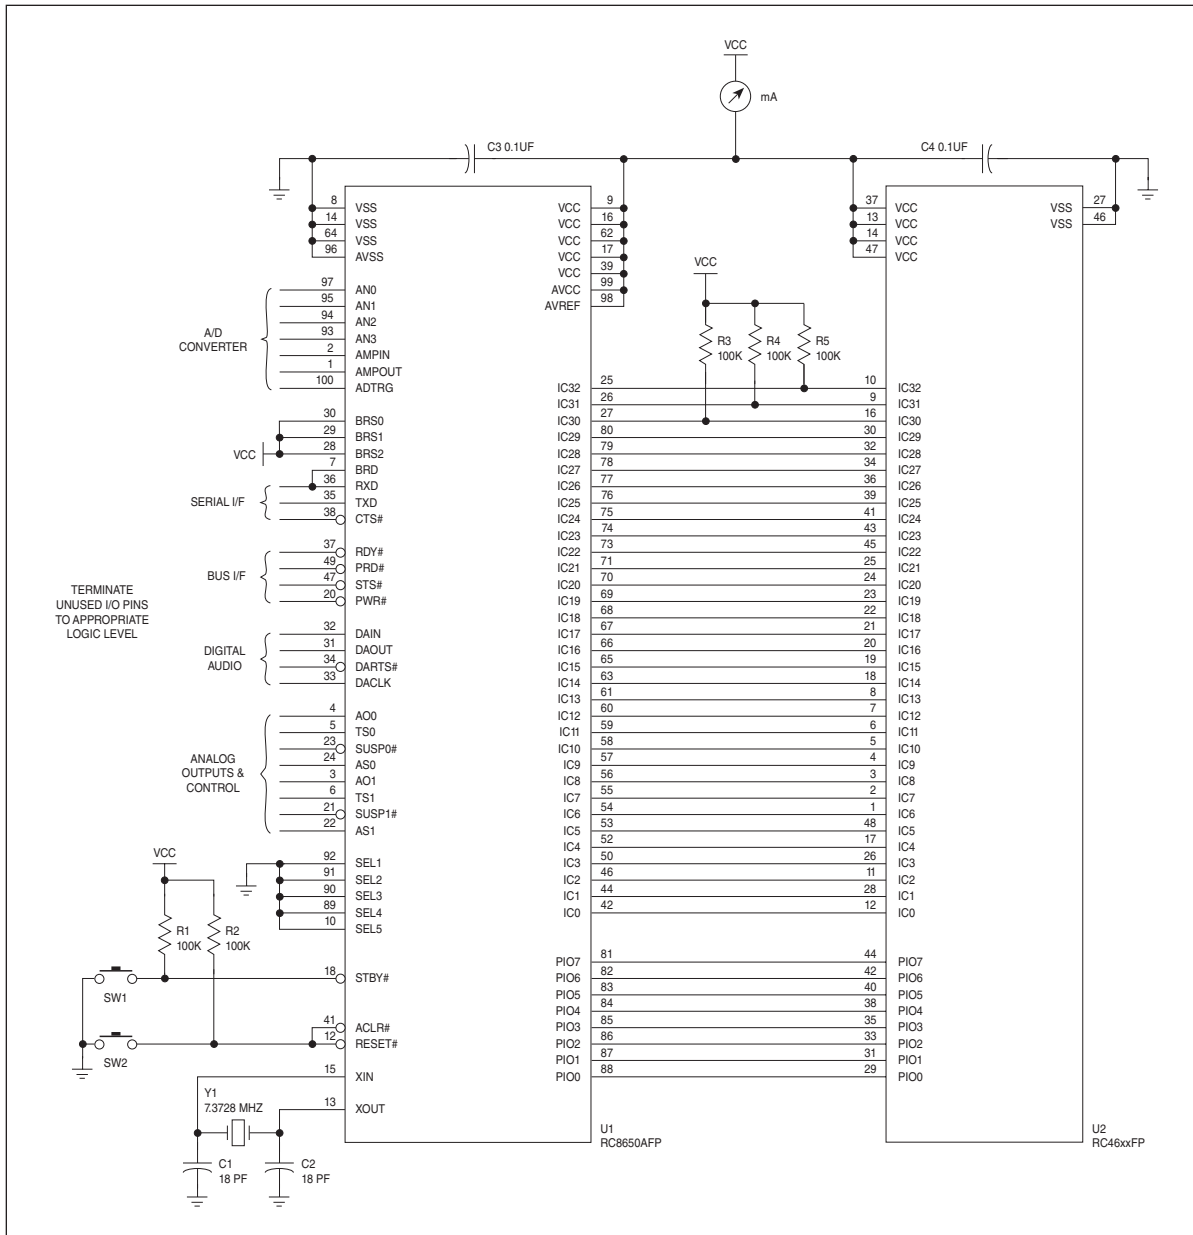 VCC
mA
C3 0.1UF
C4 0.1UF
8 VSS
14 VSS
64 VSS
96 AVSS
97 AN0
95 AN1
94 AN2
93 AN3
2 AMPIN
1 AMPOUT
100 ADTRG
A/D
CONVERTER
30 BRS0
29 BRS1
28 BRS2
VCC
7 BRD
36 RXD
35 TXD
38 CTS#
SERIAL I/F
37 RDY#
49 PRD#
47 STS#
20 PWR#
BUS I/F
TERMINATE
UNUSED I/O PINS
TO APPROPRIATE
LOGIC LEVEL
32 DAIN
31 DAOUT
34 DARTS#
33 DACLK
DIGITAL
AUDIO
4 AO0
5 TS0
23 SUSP0#
24 AS0
3 AO1
6 TS1
21 SUSP1#
22 AS1
ANALOG
OUTPUTS &
CONTROL
VCC
92 SEL1
91 SEL2
90 SEL3
89 SEL4
10 SEL5
R1
100K
R2
100K
18 STBY#
SW1
41 ACLR#
12 RESET#
SW2
15 XIN
Y1
7.3728 MHZ
13 XOUT
C1
18 PF
C2
18 PF
VCC 9
VCC 16
VCC 62
VCC 17
VCC 39
AVCC 99
AVREF 98
VCC
R3
100K
R4
100K
R5
100K
IC32 25
IC31 26
IC30 27
IC29 80
IC28 79
IC27 78
IC26 77
IC25 76
IC24 75
IC23 74
IC22 73
IC21 71
IC20 70
IC19 69
IC18 68
IC17 67
IC16 66
IC15 65
IC14 63
IC13 61
IC12 60
IC11 59
IC10 58
IC9 57
IC8 56
IC7 55
IC6 54
IC5 53
IC4 52
IC3 50
IC2 46
IC1 44
IC0 42
PIO7 81
PIO6 82
PIO5 83
PIO4 84
PIO3 85
PIO2 86
PIO1 87
PIO0 88
U1
RC8650AFP
37 VCC
13 VCC
14 VCC
47 VCC
VSS 27
VSS 46
10 IC32
9 IC31
16 IC30
30 IC29
32 IC28
34 IC27
36 IC26
39 IC25
41 IC24
43 IC23
45 IC22
25 IC21
24 IC20
23 IC19
22 IC18
21 IC17
20 IC16
19 IC15
18 IC14
8 IC13
7 IC12
6 IC11
5 IC10
4 IC9
3 IC8
2 IC7
1 IC6
48 IC5
17 IC4
26 IC3
11 IC2
28 IC1
12 IC0
44 PIO7
42 PIO6
40 PIO5
38 PIO4
35 PIO3
33 PIO2
31 PIO1
29 PIO0
U2
RC46xxFP